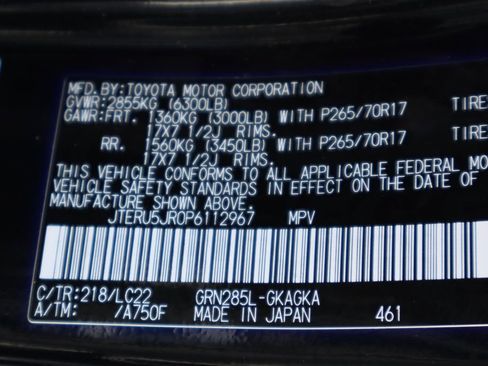 MFD. BY: TOYOTA MOTOR CORPORATION
GVWR: 2855KG (6300LB)
GAWR: FRT. 1360KG (3000LB) WITH P265/70R17 TIRE
17X7 1/2J RIMS.
RR. 1560KG (3450LB) WITH P265/70R17 TIRE
17X7 1/2J RIMS.
THIS VEHICLE CONFORMS TO ALL APPLICABLE FEDERAL MO
VEHICLE SAFETY STANDARDS IN EFFECT ON THE DATE OF
MANUFACTURE SHOWN ABOVE.
JTERU5JR0P6112967 MPV
C/TR: 218/LC22 GRN285L-GKAGKA
A/TM: /A750F MADE IN JAPAN 461